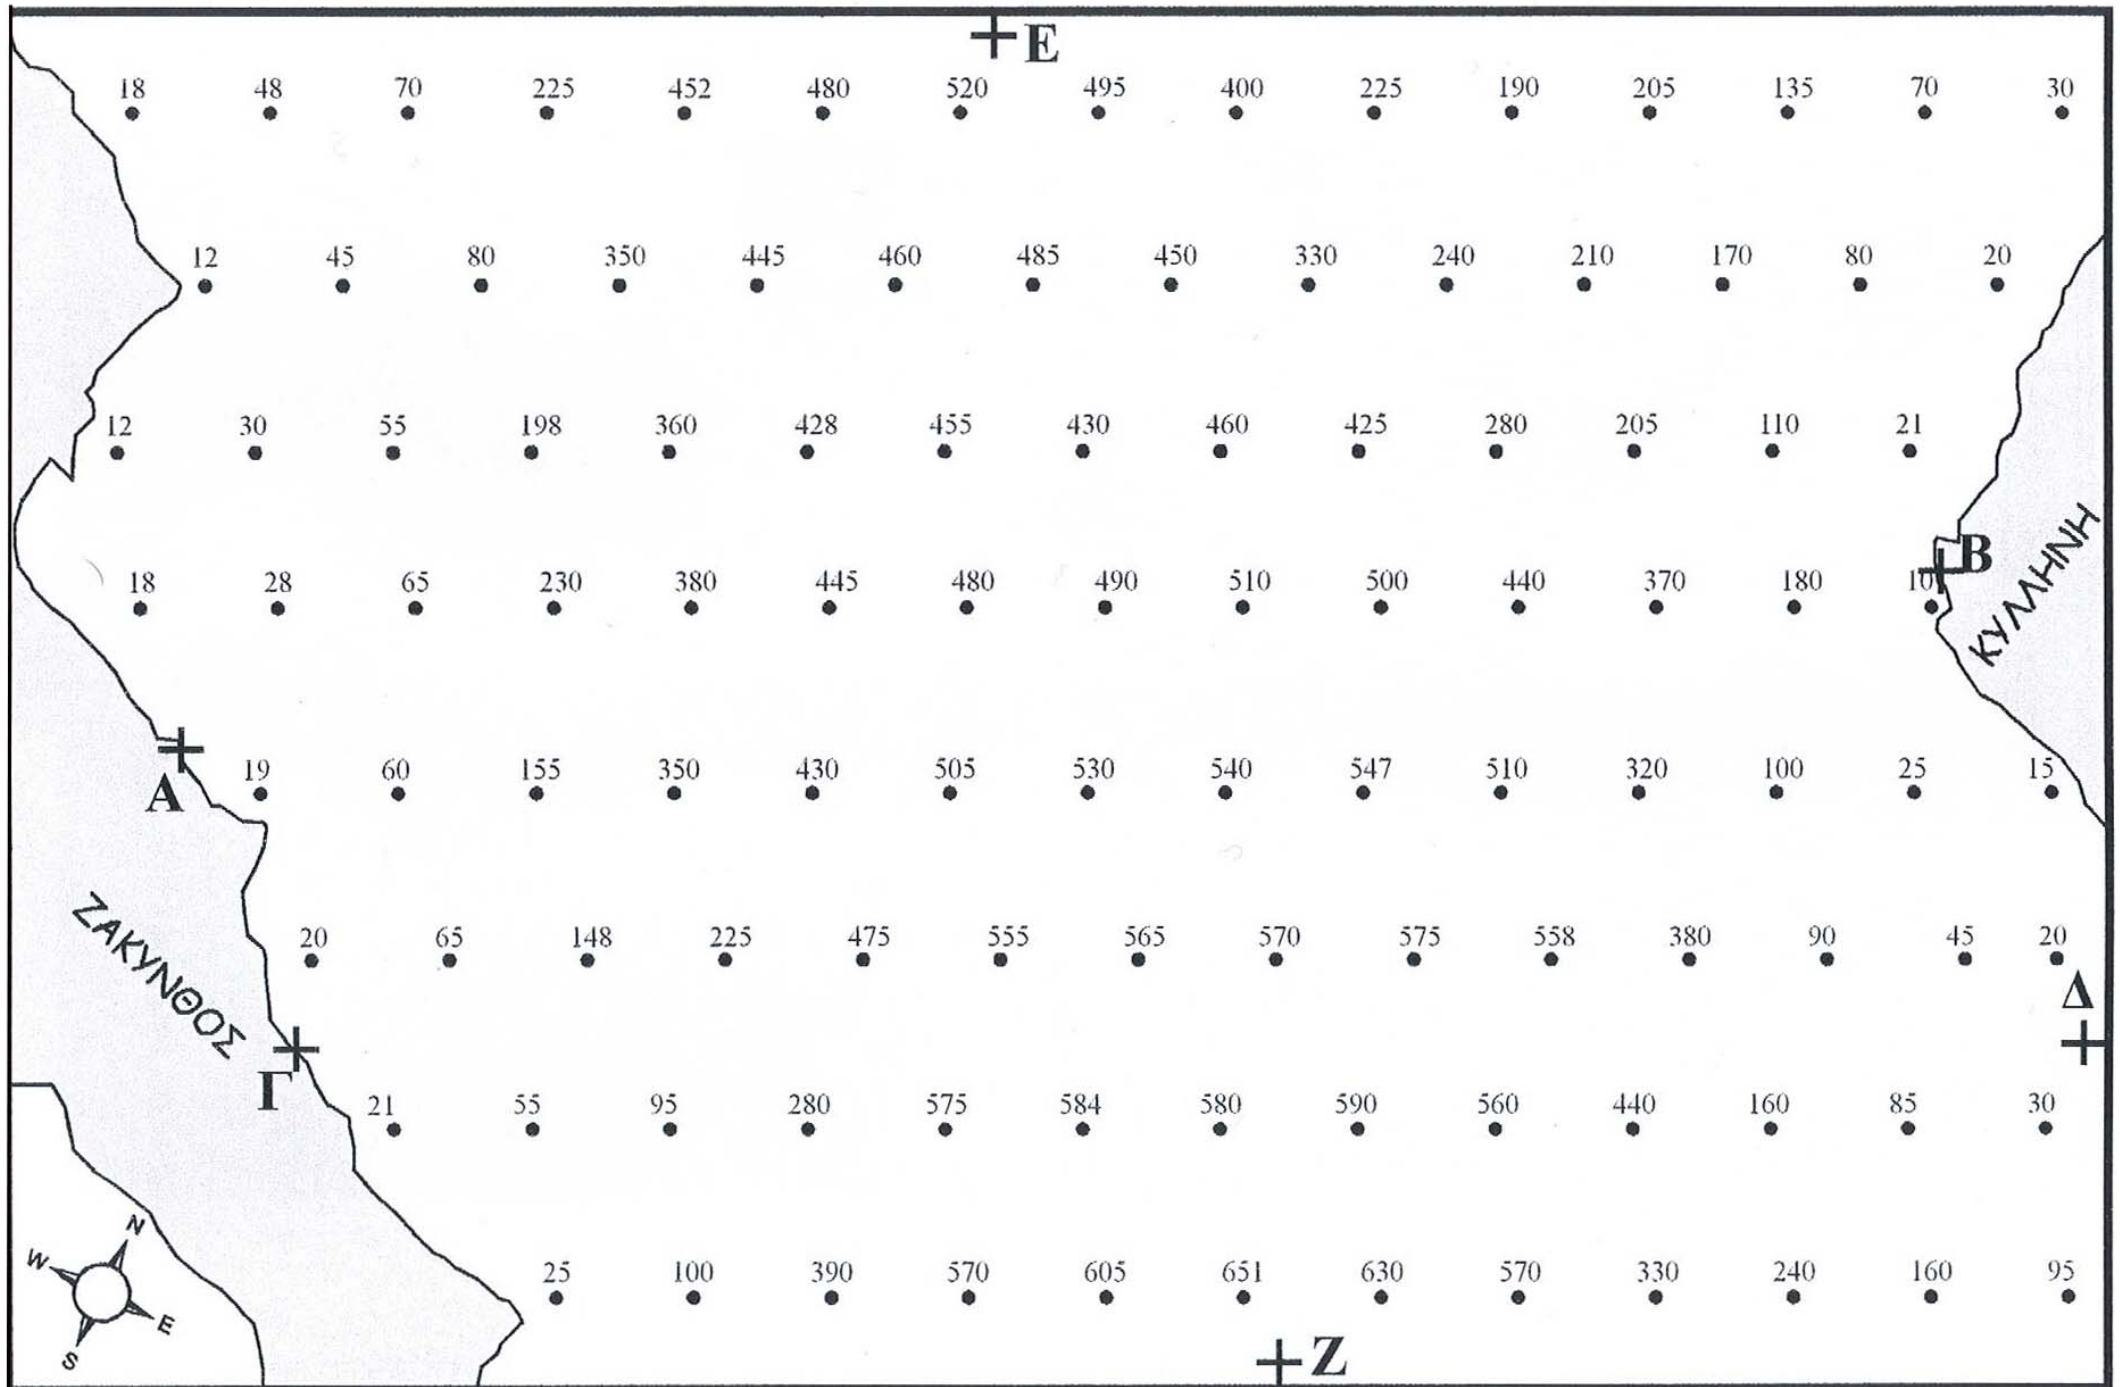 Ε
18 48 70 225 452 480 520 495 400 225 190 205 135 70 30
12 45 80 350 445 460 485 450 330 240 210 170 80 20
12 30 55 198 360 428 455 430 460 425 280 205 110 21
Β
18 28 65 230 380 445 480 490 510 500 440 370 180 10
ΚΥΛΛΗΝΗ
19 60 155 350 430 505 530 540 547 510 320 100 25 15
Α
20 65 148 225 475 555 565 570 575 558 380 90 45 20
ΖΑΚΥΝΘΟΣ
Δ
Γ
21 55 95 280 575 584 580 590 560 440 160 85 30
N
W
E
S
25 100 390 570 605 651 630 570 330 240 160 95
Ζ